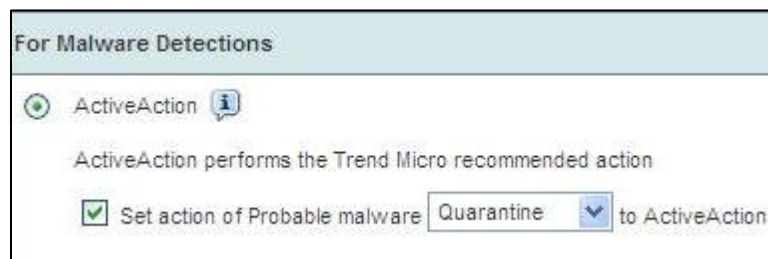 For Malware Detections
ActiveAction
ActiveAction performs the Trend Micro recommended action
Set action of Probable malware Quarantine to ActiveAction